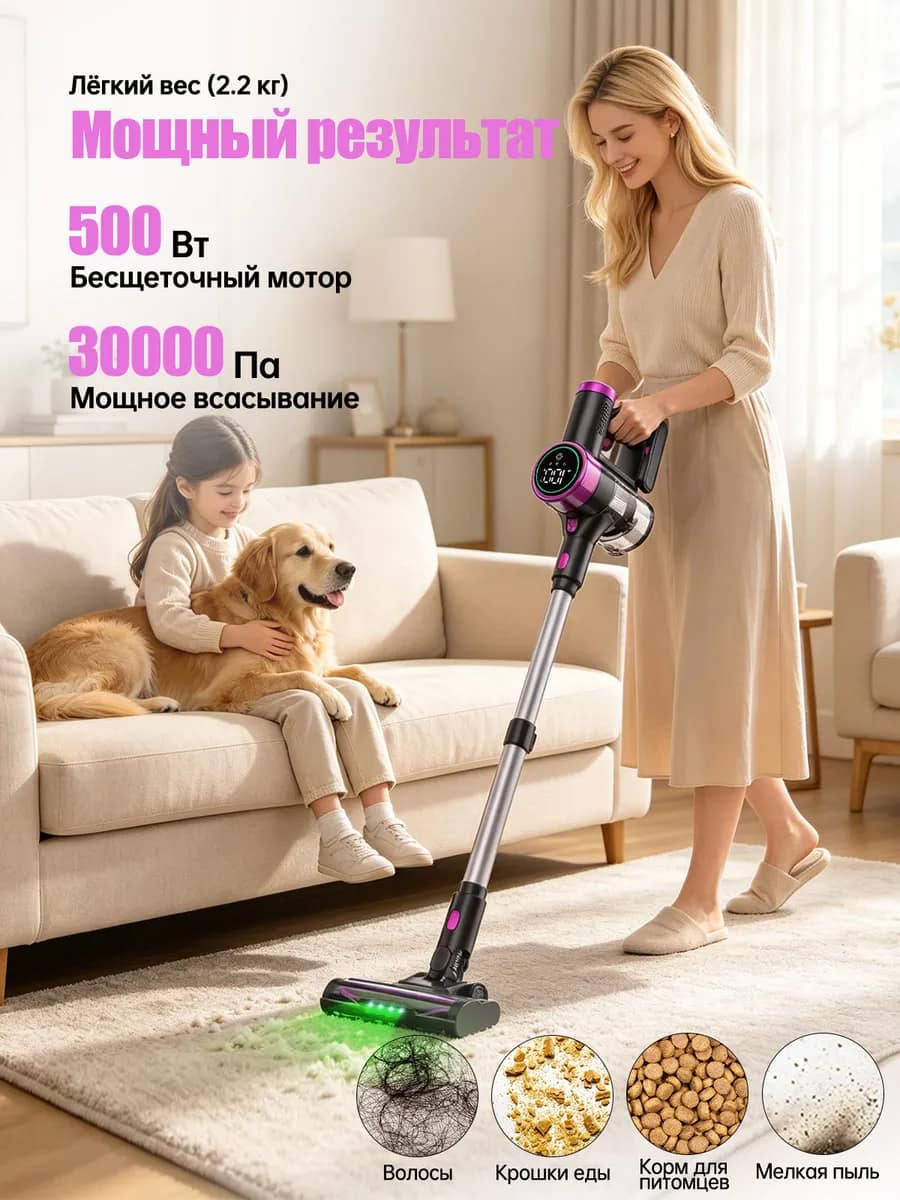 Лёгкий вес (2.2 кг)
Мощный результат
500 Вт
Бесщеточный мотор
30000 Па
Мощное всасывание
Волосы
Крошки еды
Корм для
питомцев
Мелкая пыль